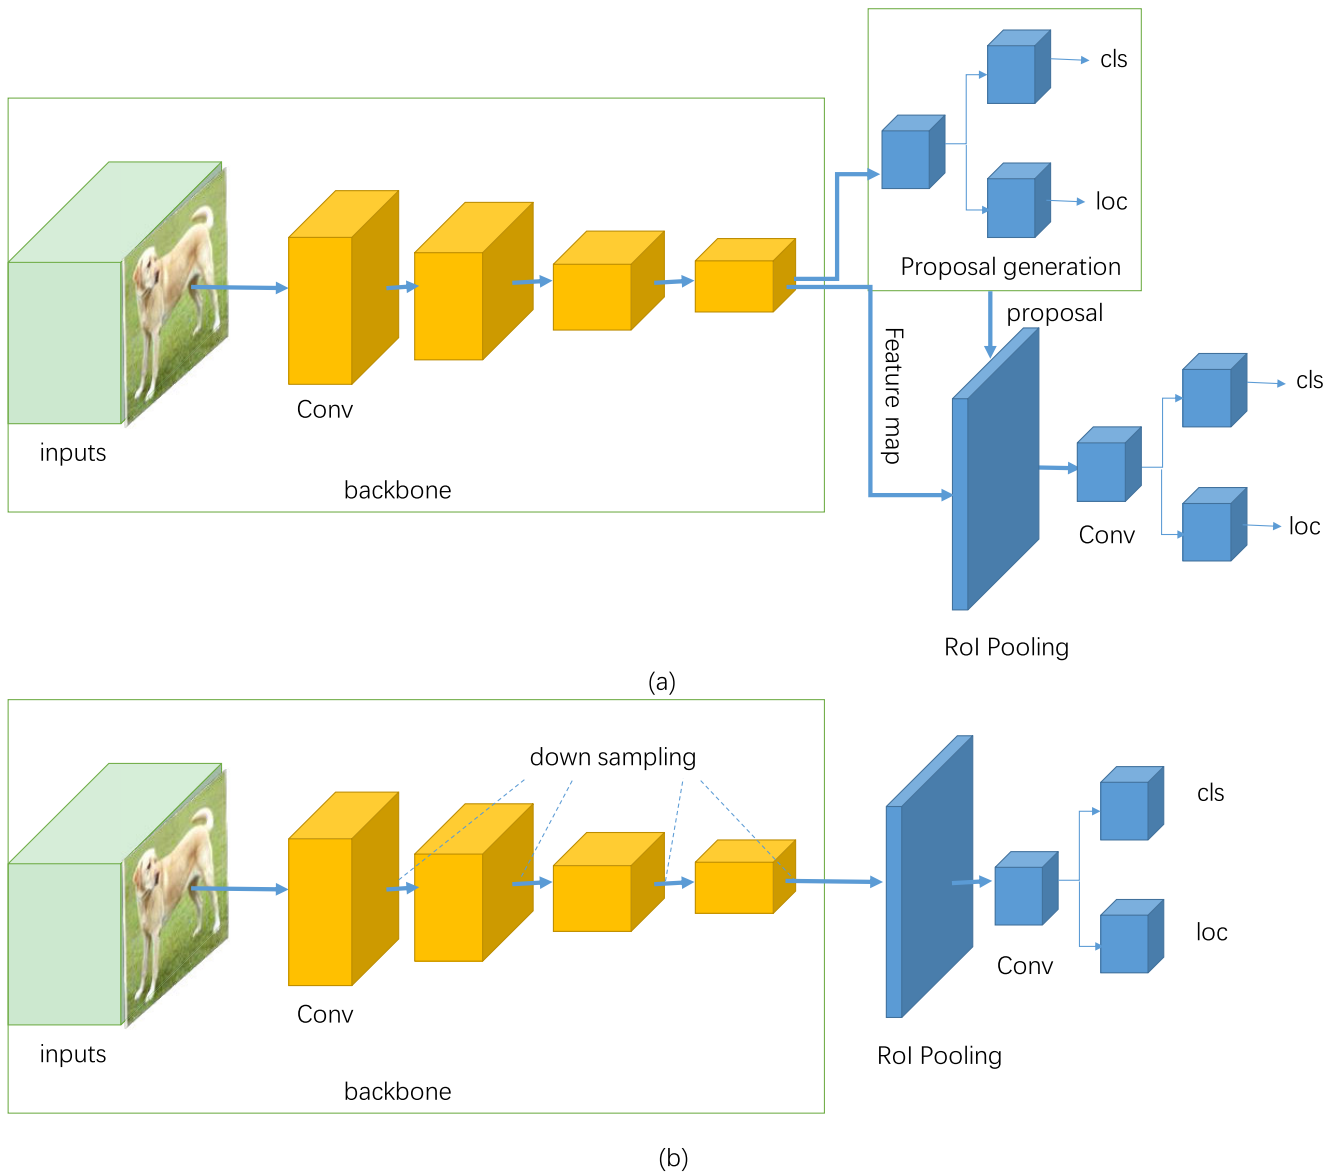 cls
loc
Proposal generation
proposal
Feature map
cls
Conv
inputs
backbone
Conv
loc
RoI Pooling
(a)
down sampling
cls
loc
Conv
Conv
inputs
RoI Pooling
backbone
(b)